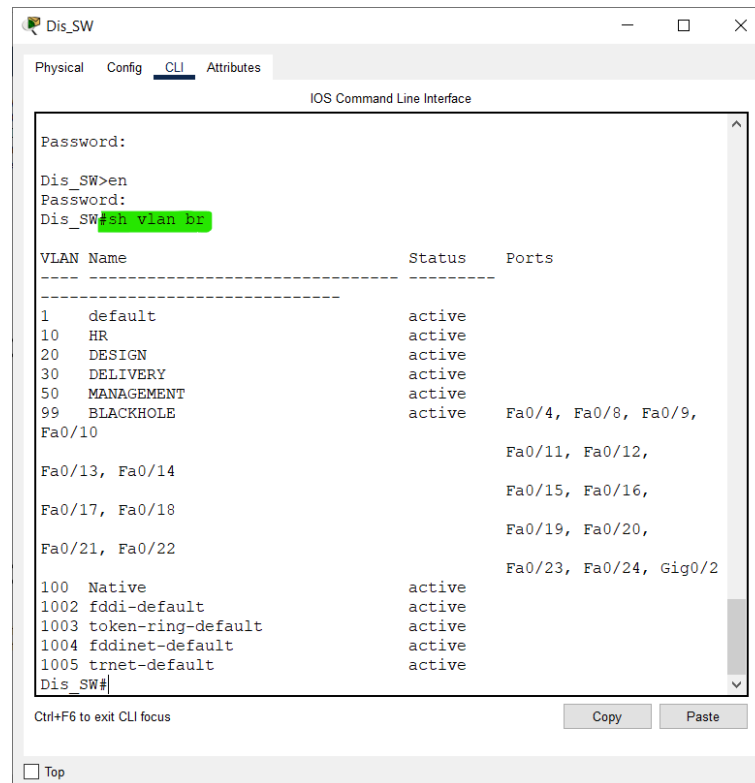 Dis_SW
Physical Config CLI Attributes
IOS Command Line Interface
Password:
Dis_SW>en
Password:
Dis_SW#sh vlan br
VLAN Name                             Status    Ports
---- -------------------------------- ---------
-------------------------------
1    default                          active
10   HR                               active
20   DESIGN                           active
30   DELIVERY                         active
50   MANAGEMENT                       active
99   BLACKHOLE                        active    Fa0/4, Fa0/8, Fa0/9,
Fa0/10
                                                Fa0/11, Fa0/12,
Fa0/13, Fa0/14
                                                Fa0/15, Fa0/16,
Fa0/17, Fa0/18
                                                Fa0/19, Fa0/20,
Fa0/21, Fa0/22
                                                Fa0/23, Fa0/24, Gig0/2
100  Native                           active
1002 fddi-default                     active
1003 token-ring-default               active
1004 fddinet-default                  active
1005 trnet-default                    active
Dis_SW#
Ctrl+F6 to exit CLI focus Copy Paste
Top